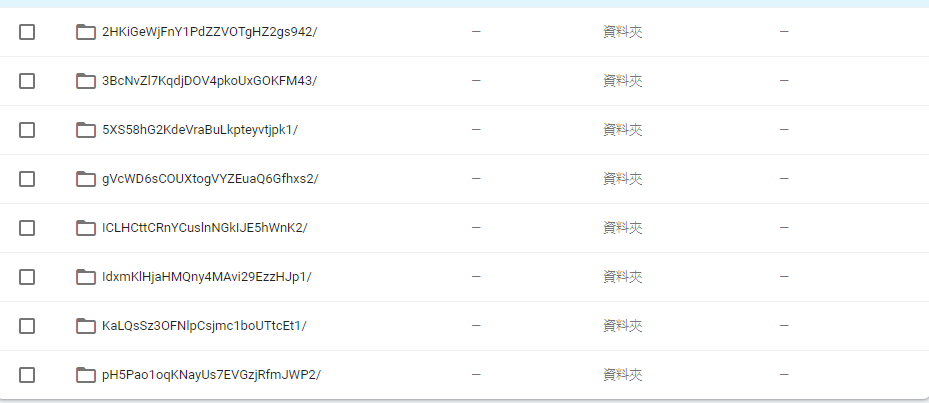 2HKiGeWjFnY1PdZZVOTgHZ2gs942/ — 資料夾 —
3BcNvZl7KqdjDOV4pkoUxGOKFM43/ — 資料夾 —
5XS58hG2KdeVraBuLkpteyvtjpk1/ — 資料夾 —
gVcWD6sCOUXtogVYZEuaQ6Gfhxs2/ — 資料夾 —
ICLHCttCRnYCuslnNGkIJE5hWnK2/ — 資料夾 —
IdxmKlHjaHMQny4MAvi29EzzHJp1/ — 資料夾 —
KaLQsSz3OFNlpCsjmc1boUTtcEt1/ — 資料夾 —
pH5Pao1oqKNayUs7EVGzjRfmJWP2/ — 資料夾 —